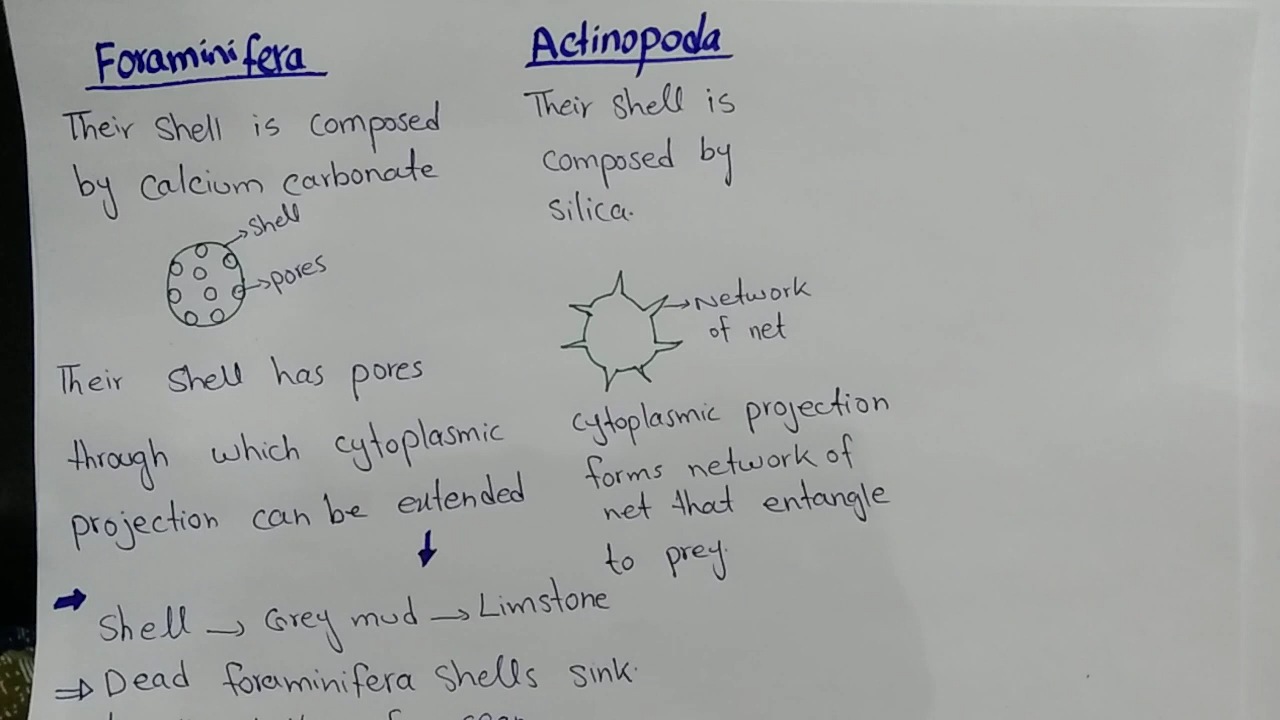 Foraminifera
Their shell is composed
by calcium carbonate
shell
pores
Their shell has pores
through which cytoplasmic
projection can be extended
Shell → Grey mud → Limstone
⇒ Dead foraminifera shells sink.
Actinopoda
Their shell is
composed by
silica.
Network
of net
cytoplasmic projection
forms network of
net that entangle
to prey.